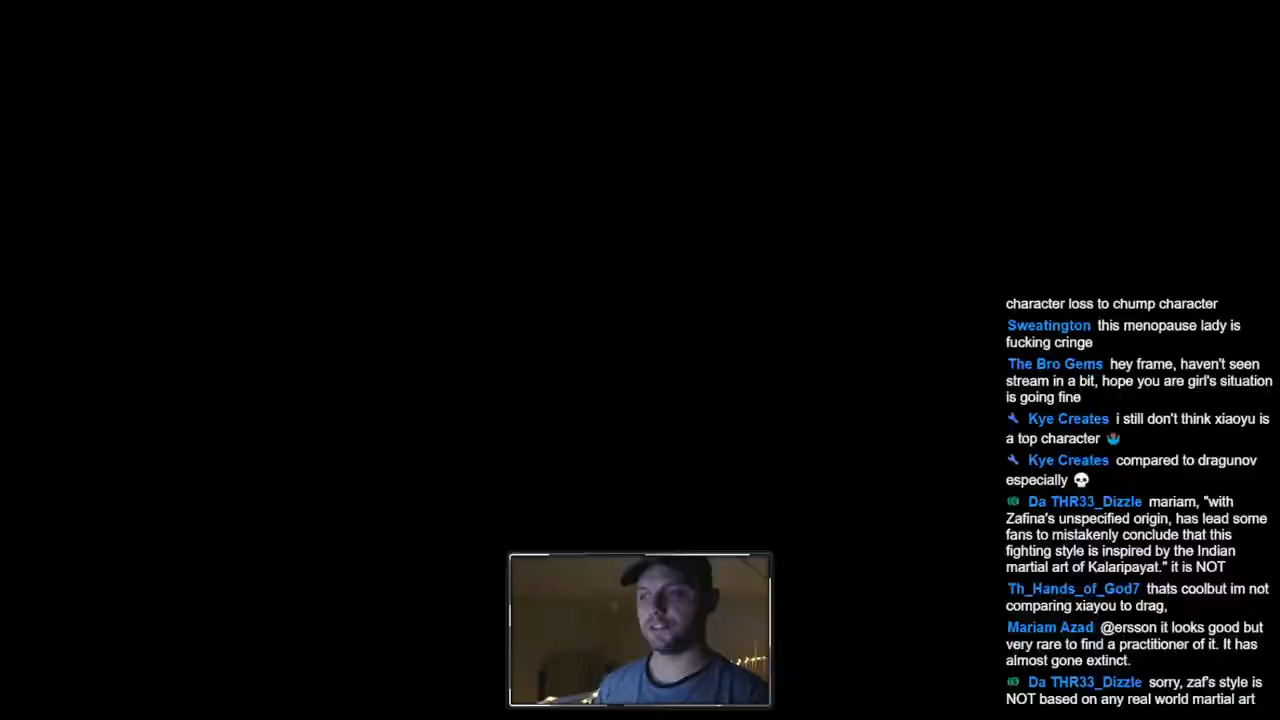 character loss to chump character
Sweatington this menopause lady is
fucking cringe
The Bro Gems hey frame, haven't seen
stream in a bit, hope you are girl's situation
is going fine
Kye Creates i still don't think xiaoyu is
a top character
Kye Creates compared to dragunov
especially 💀
Da THR33_Dizzle mariam, "with
Zafina's unspecified origin, has lead some
fans to mistakenly conclude that this
fighting style is inspired by the Indian
martial art of Kalaripayat." it is NOT
Th_Hands_of_God7 thats coolbut im not
comparing xiayou to drag,
Mariam Azad @ersson it looks good but
very rare to find a practitioner of it. It has
almost gone extinct.
Da THR33_Dizzle sorry, zaf's style is
NOT based on any real world martial art